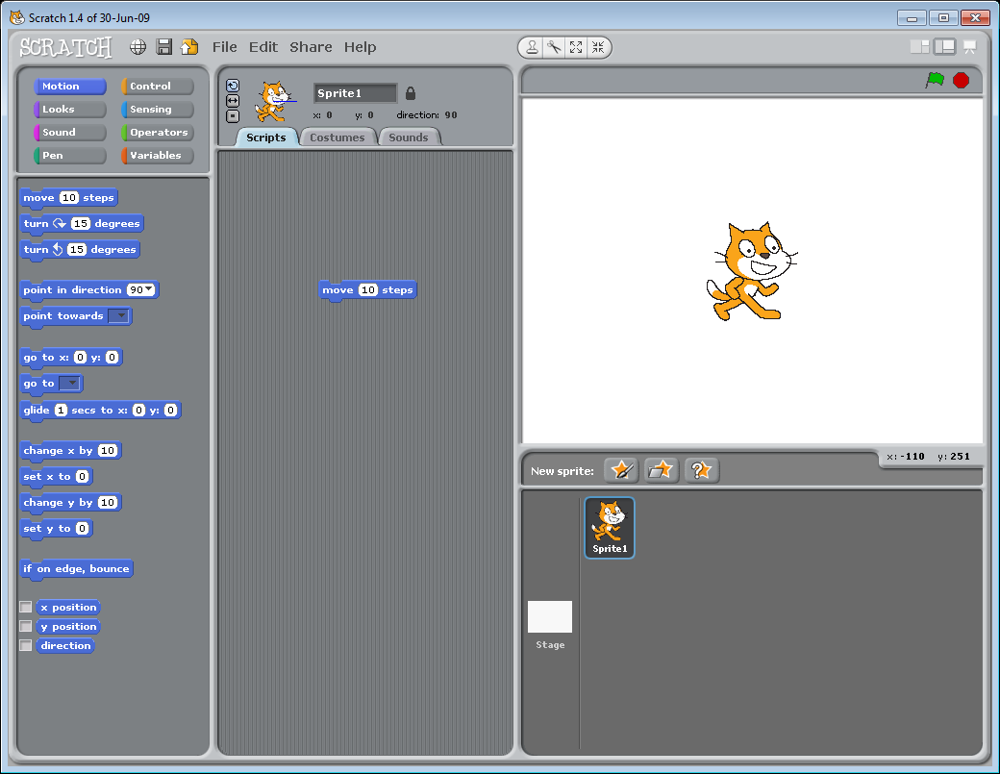 Scratch 1.4 of 30-Jun-09
SCRATCH File Edit Share Help
Motion Control
Looks Sensing
Sound Operators
Pen Variables
Sprite1
x: 0 y: 0 direction: 90
Scripts Costumes Sounds
move 10 steps
turn 15 degrees
turn 15 degrees
point in direction 90
point towards
go to x: 0 y: 0
go to
glide 1 secs to x: 0 y: 0
change x by 10
set x to 0
change y by 10
set y to 0
if on edge, bounce
x position
y position
direction
move 10 steps
x: -110 y: 251
New sprite:
Sprite1
Stage